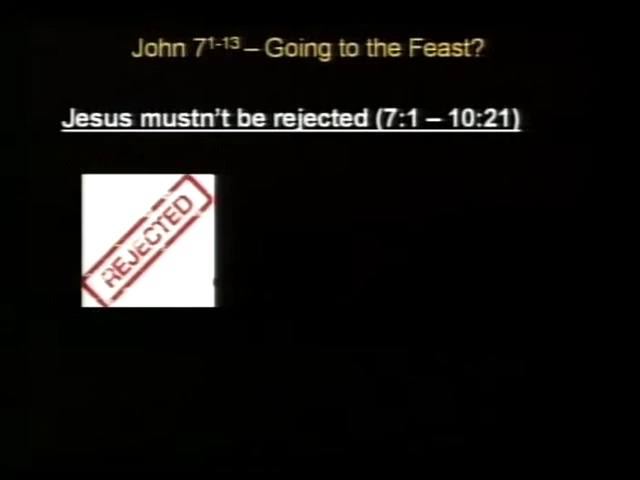 John 7¹⁻¹³ – Going to the Feast?
Jesus mustn't be rejected (7:1 – 10:21)
REJECTED